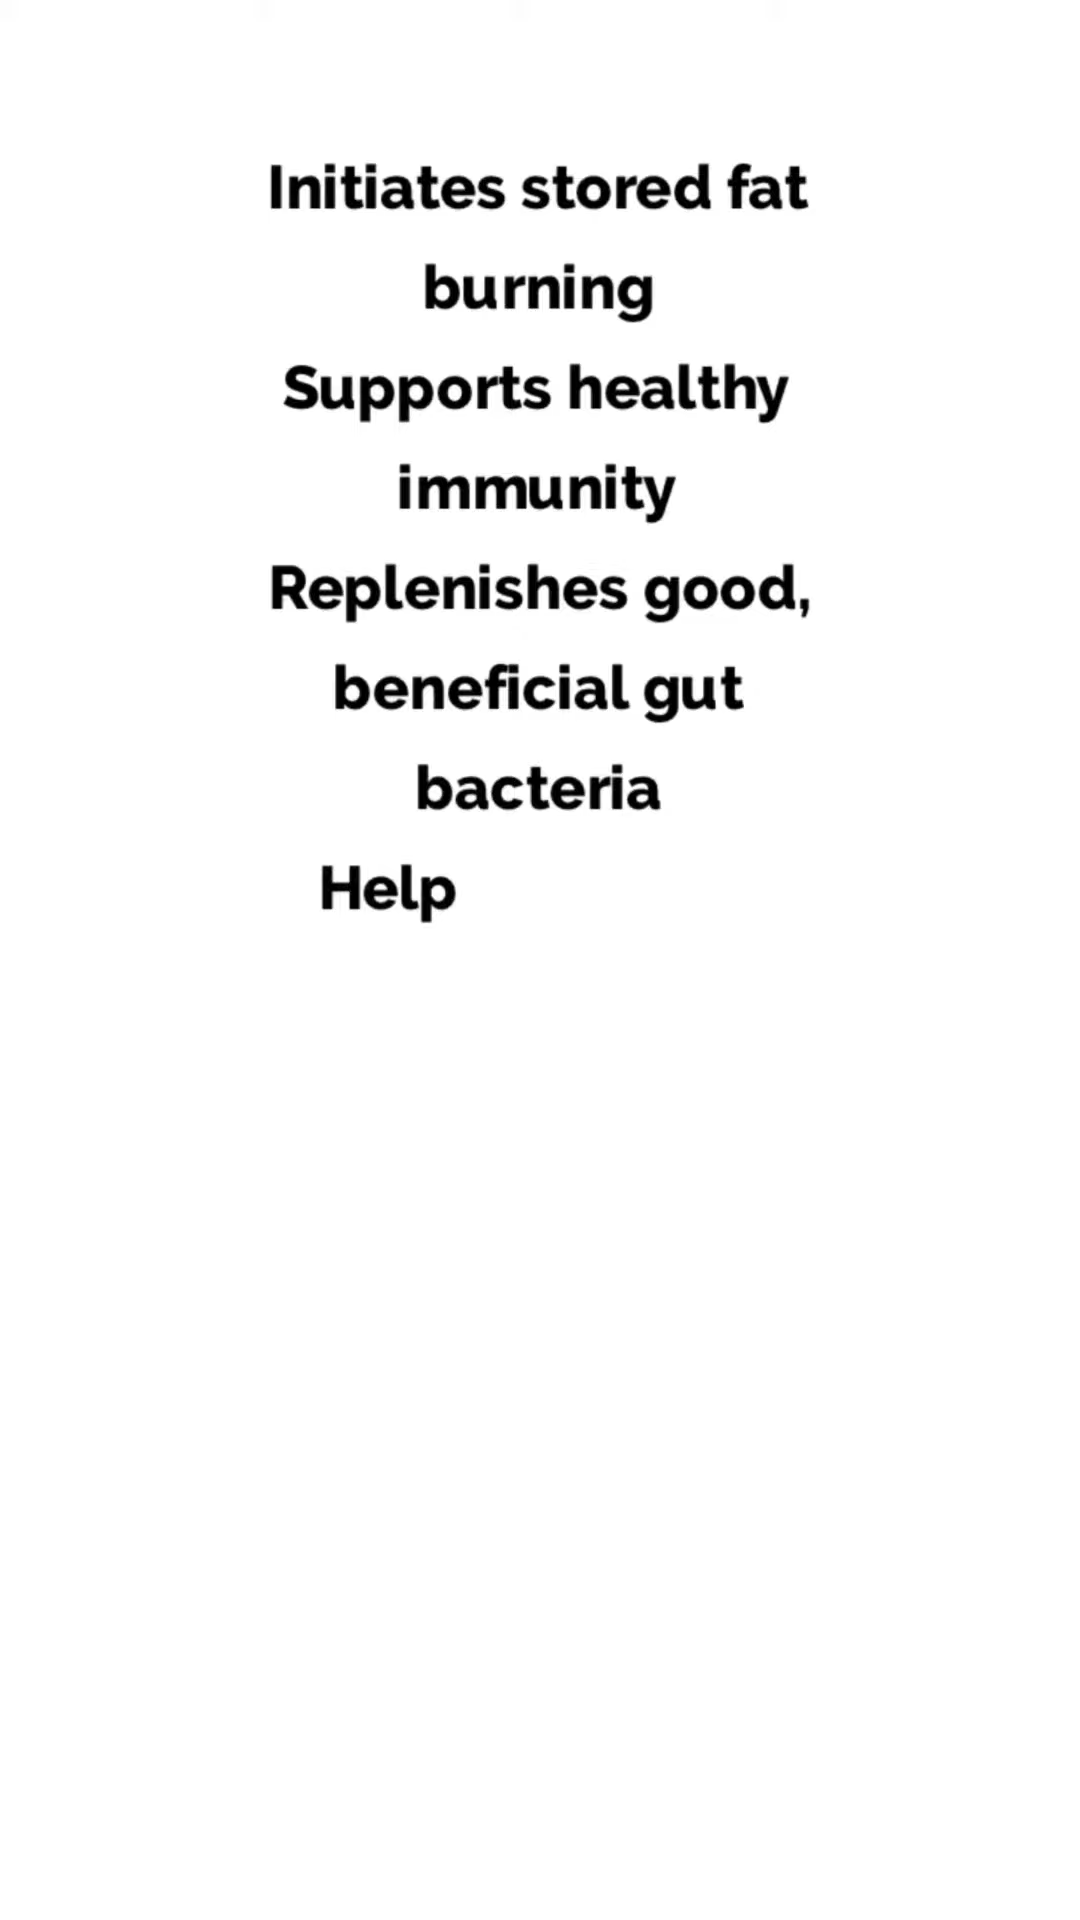 Initiates stored fat
burning
Supports healthy
immunity
Replenishes good,
beneficial gut
bacteria
Help